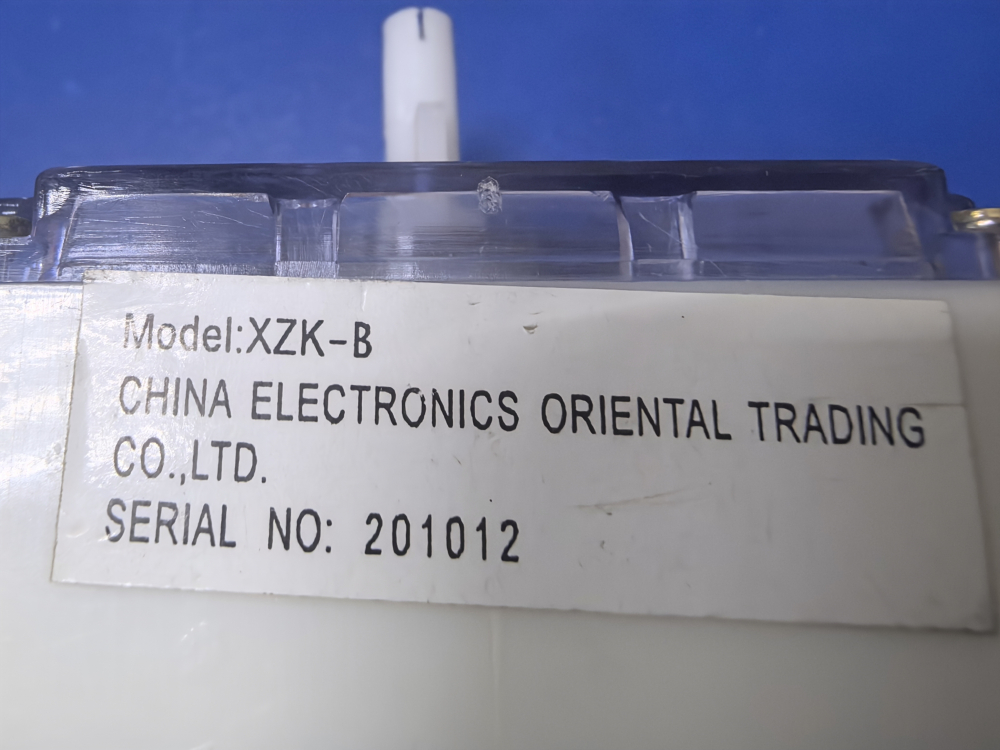 Model:XZK-B
CHINA ELECTRONICS ORIENTAL TRADING
CO.,LTD.
SERIAL NO: 201012